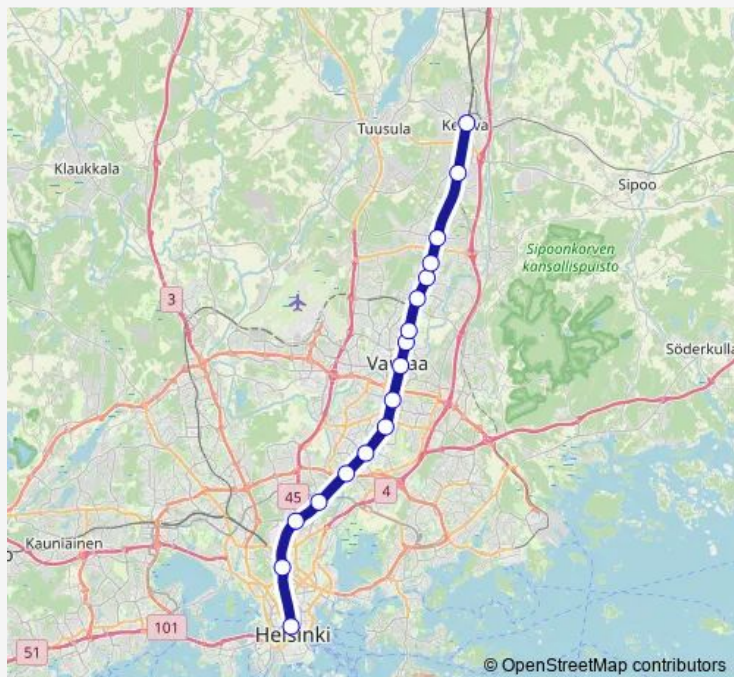 Tuusula
Klaukkala
Sipoo
Sipoonkorven
kansallispuisto
3
Söderkulla
45
4
Kauniainen
101
Helsinki
51
© OpenStreetMap contributors